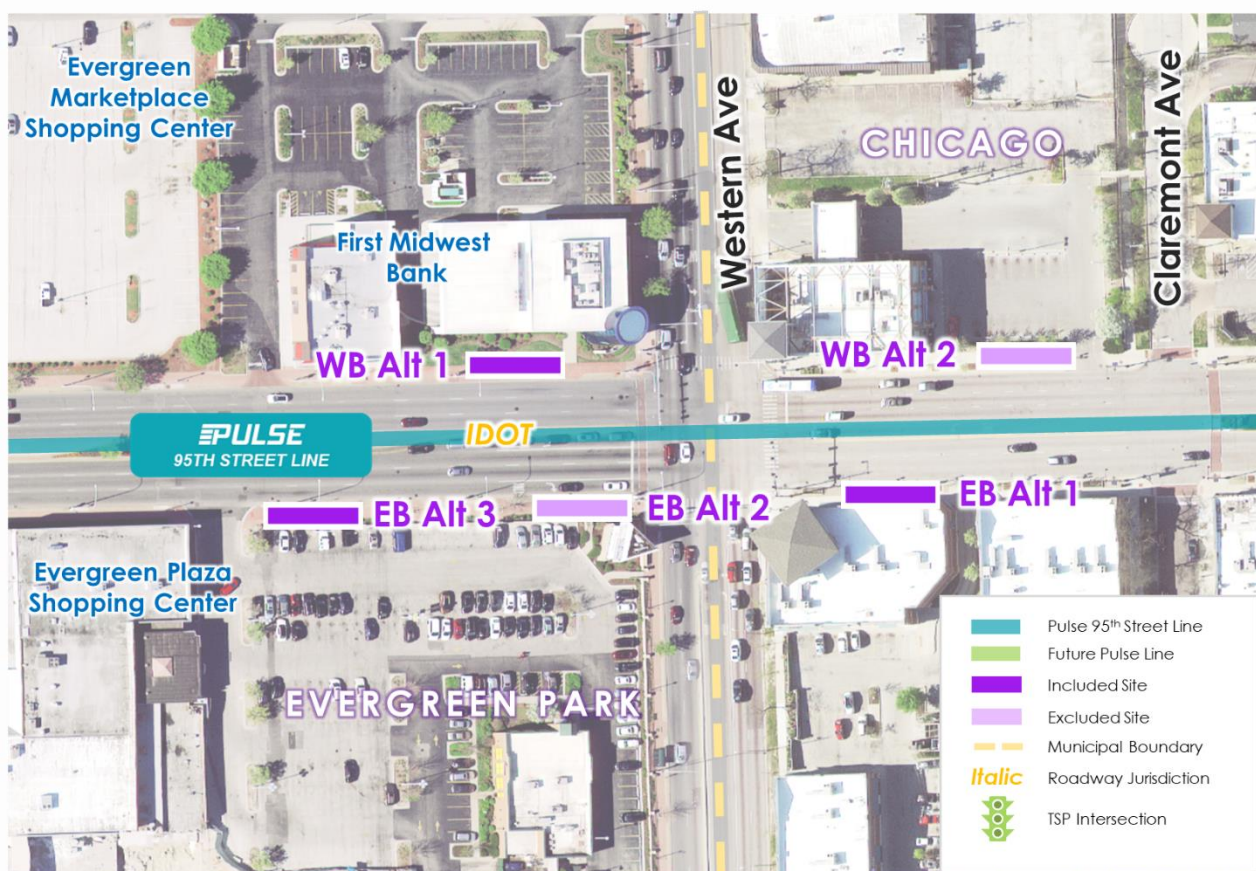 Evergreen
Marketplace
Shopping Center
First Midwest
Bank
Western Ave
CHICAGO
Claremont Ave
WB Alt 1
WB Alt 2
PULSE
95TH STREET LINE
IDOT
EB Alt 3
EB Alt 2
EB Alt 1
Evergreen Plaza
Shopping Center
EVERGREEN PARK
Pulse 95th Street Line
Future Pulse Line
Included Site
Excluded Site
Municipal Boundary
Italic Roadway Jurisdiction
TSP Intersection